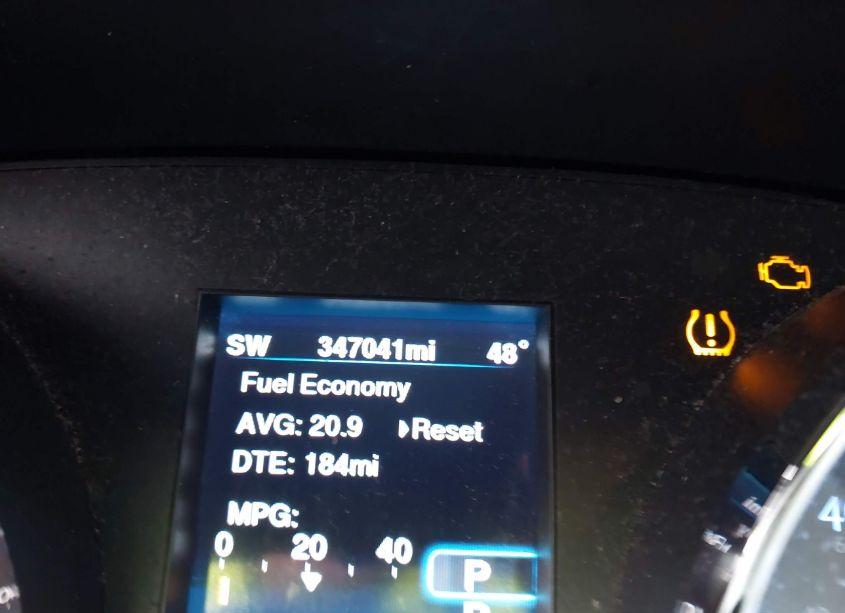 SW 347041mi 48°
Fuel Economy
AVG: 20.9 Reset
DTE: 184mi
MPG:
0 20 40
P